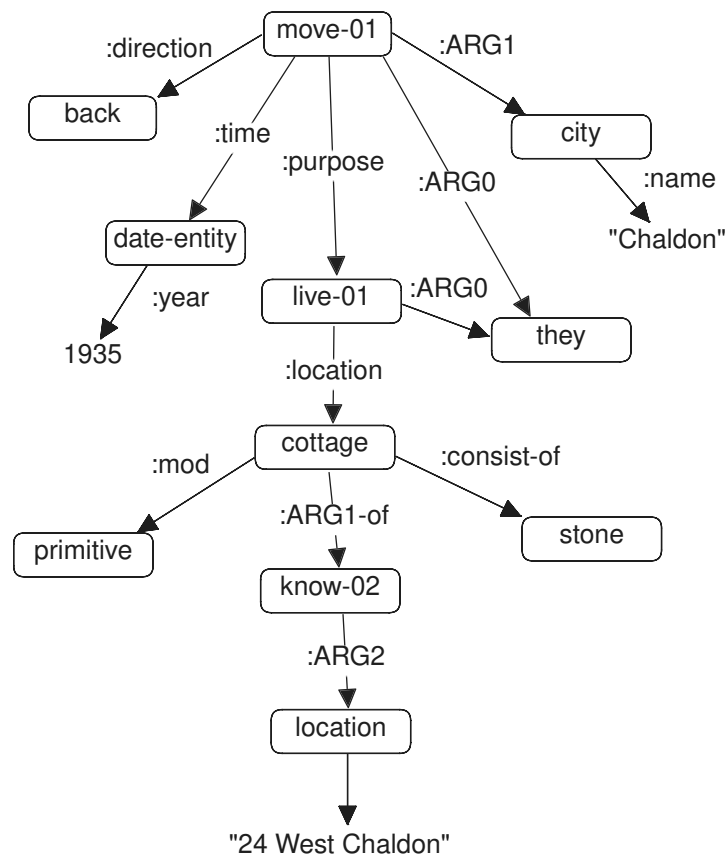 move-01
:direction
:ARG1
back
city
:time
:purpose
:ARG0
:name
date-entity
"Chaldon"
:year
live-01
:ARG0
they
1935
:location
cottage
:mod
:consist-of
primitive
:ARG1-of
stone
know-02
:ARG2
location
"24 West Chaldon"